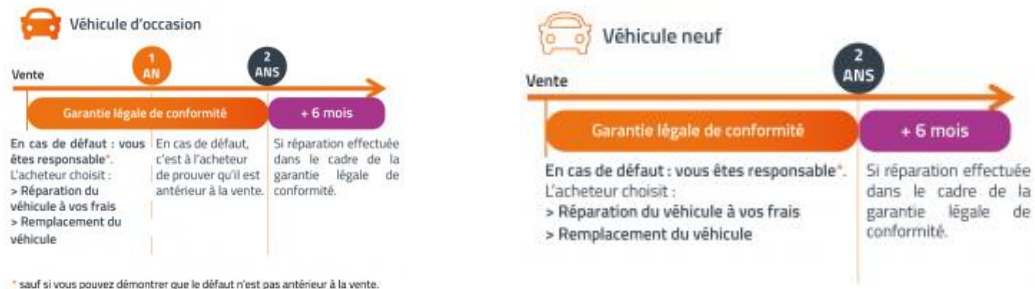 Véhicule d'occasion
1
AN
2
ANS
Vente
Garantie légale de conformité
+ 6 mois
En cas de défaut : vous
êtes responsable*.
L'acheteur choisit :
> Réparation du
véhicule à vos frais
> Remplacement du
véhicule
En cas de défaut,
c'est à l'acheteur
de prouver qu'il est
antérieur à la vente.
Si réparation effectuée
dans le cadre de la
garantie légale de
conformité.
* sauf si vous pouvez démontrer que le défaut n'est pas antérieur à la vente.
Véhicule neuf
2
ANS
Vente
Garantie légale de conformité
+ 6 mois
En cas de défaut : vous êtes responsable*.
L'acheteur choisit :
> Réparation du véhicule à vos frais
> Remplacement du véhicule
Si réparation effectuée
dans le cadre de la
garantie légale de
conformité.